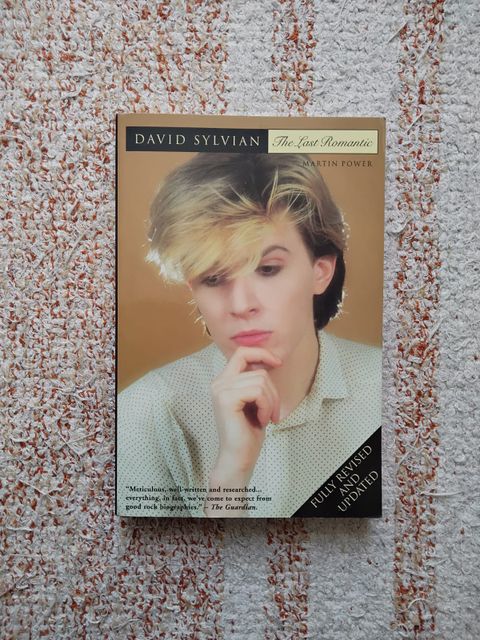 DAVID SYLVIAN The Last Romantic
MARTIN POWER
"Meticulous, well written and researched...
everything, in fact, we've come to expect from
good rock biographies." – The Guardian.
FULLY REVISED
AND
UPDATED